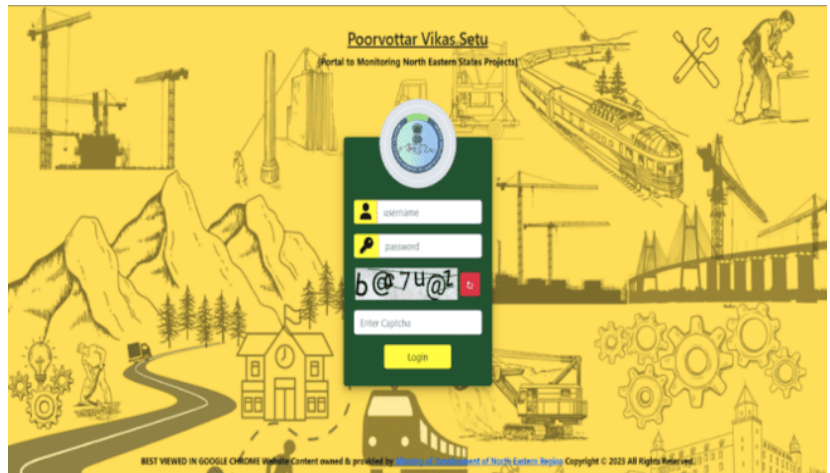 Poorvottar Vikas Setu
(Portal to Monitoring North Eastern States Projects)
username
password
Enter Captcha
Login
BEST VIEWED IN GOOGLE CHROME Website Content owned & provided by Ministry of Development of North Eastern Region Copyright © 2023 All Rights Reserved.